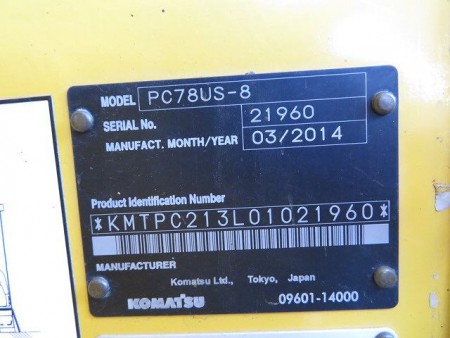 MODEL PC78US-8
SERIAL No. 21960
MANUFACT. MONTH/YEAR 03/2014
Product Identification Number
*KMTPC213L01021960*
MANUFACTURER
Komatsu Ltd., Tokyo, Japan
KOMATSU 09601-14000